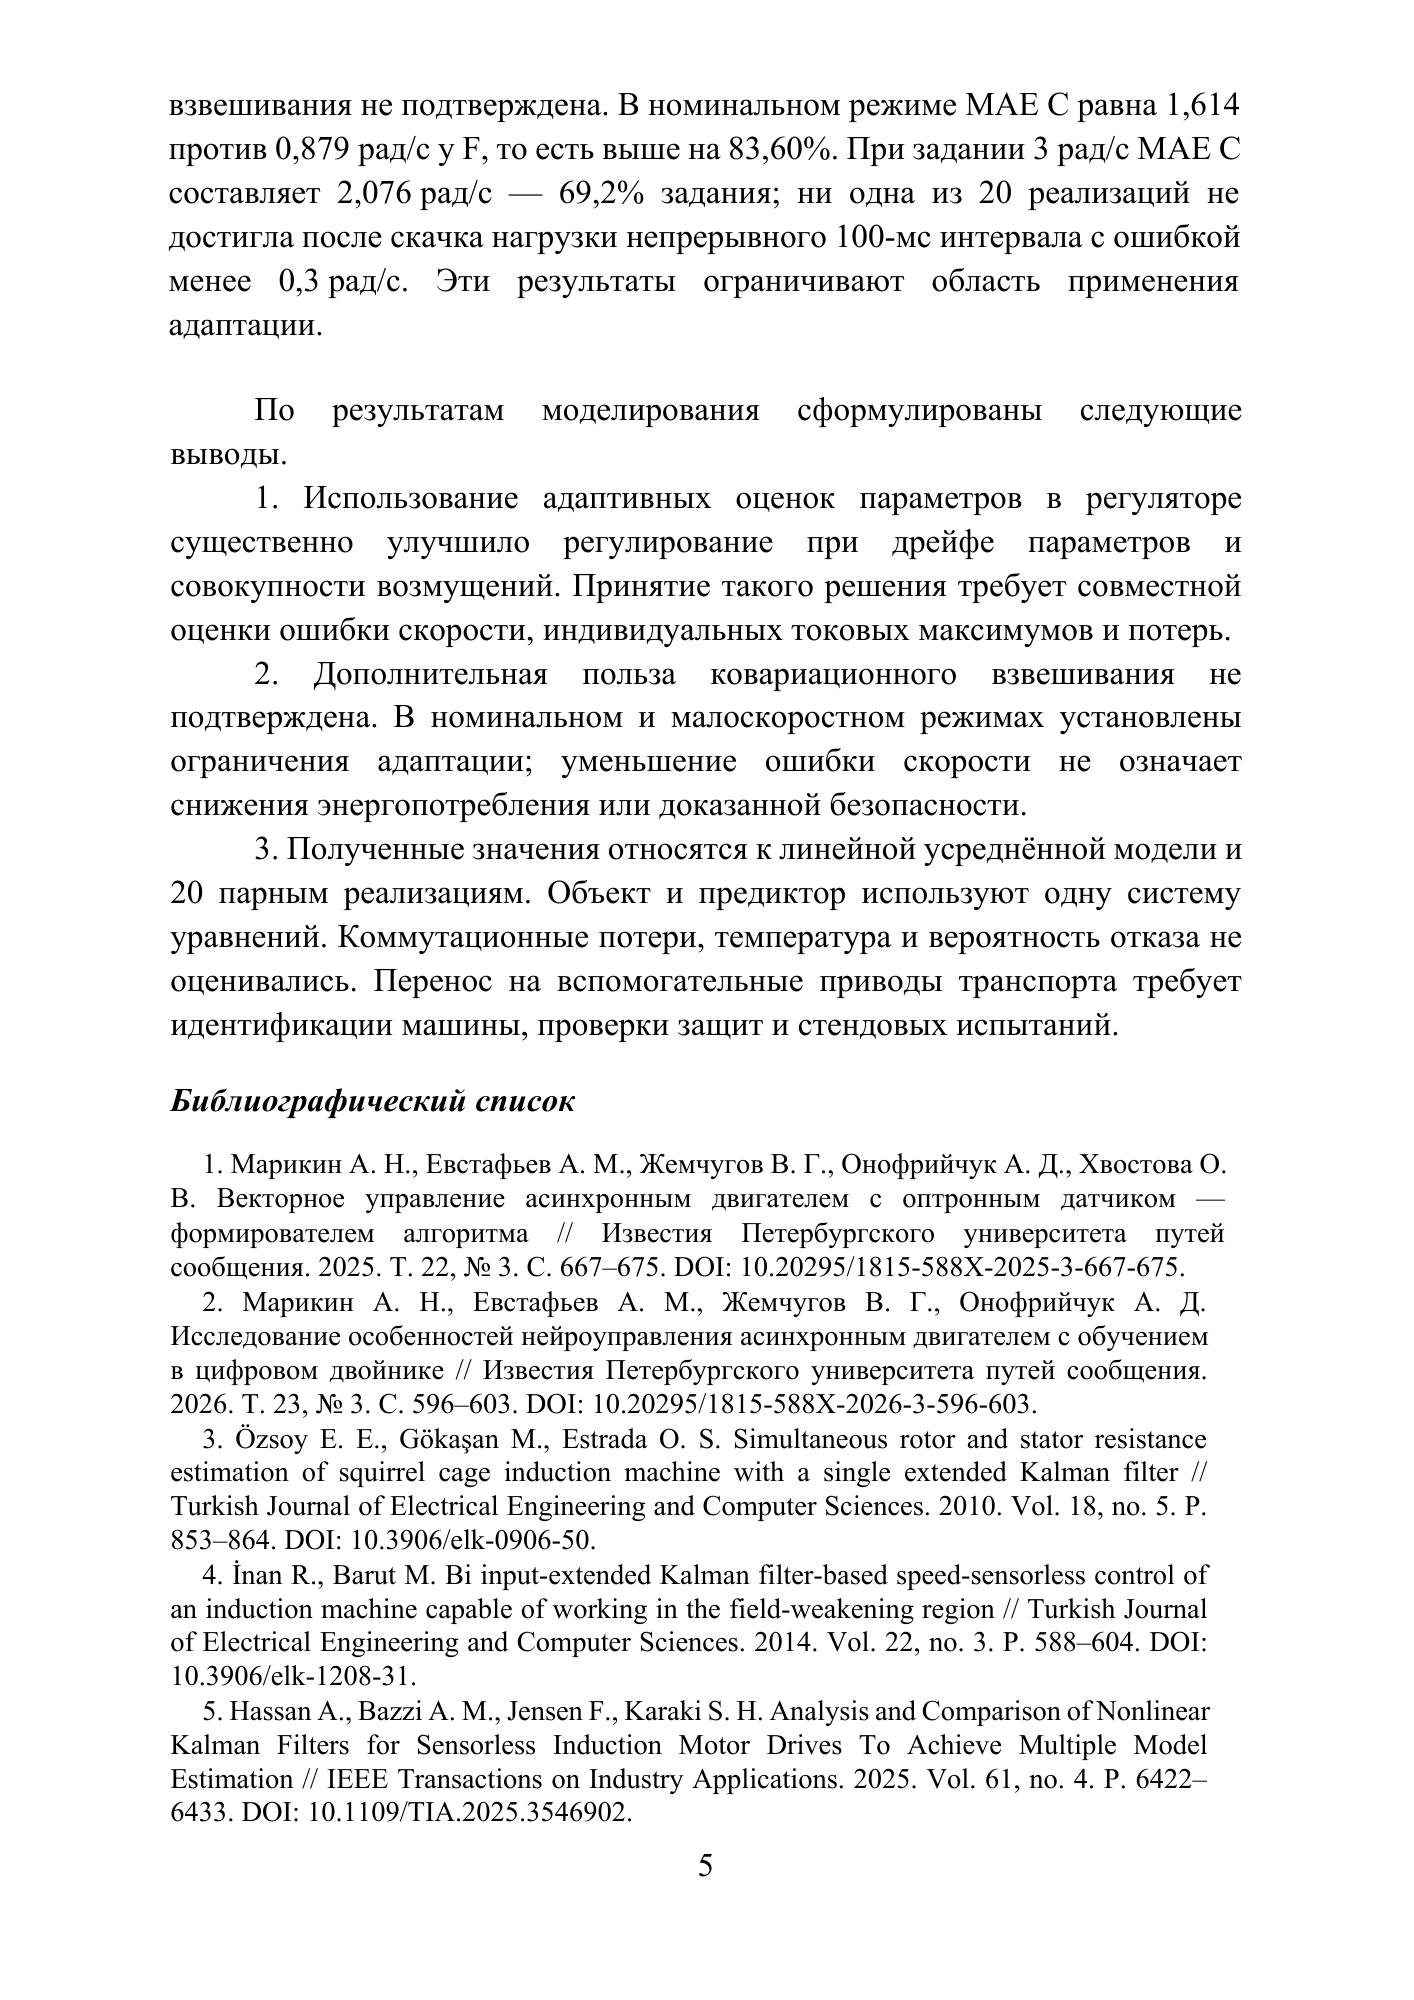 взвешивания не подтверждена. В номинальном режиме MAE C равна 1,614
против 0,879 рад/с у F, то есть выше на 83,60%. При задании 3 рад/с MAE C
составляет 2,076 рад/с — 69,2% задания; ни одна из 20 реализаций не
достигла после скачка нагрузки непрерывного 100-мс интервала с ошибкой
менее 0,3 рад/с. Эти результаты ограничивают область применения
адаптации.
По результатам моделирования сформулированы следующие
выводы.
1. Использование адаптивных оценок параметров в регуляторе
существенно улучшило регулирование при дрейфе параметров и
совокупности возмущений. Принятие такого решения требует совместной
оценки ошибки скорости, индивидуальных токовых максимумов и потерь.
2. Дополнительная польза ковариационного взвешивания не
подтверждена. В номинальном и малоскоростном режимах установлены
ограничения адаптации; уменьшение ошибки скорости не означает
снижения энергопотребления или доказанной безопасности.
3. Полученные значения относятся к линейной усреднённой модели и
20 парным реализациям. Объект и предиктор используют одну систему
уравнений. Коммутационные потери, температура и вероятность отказа не
оценивались. Перенос на вспомогательные приводы транспорта требует
идентификации машины, проверки защит и стендовых испытаний.
Библиографический список
1. Марикин А. Н., Евстафьев А. М., Жемчугов В. Г., Онофрийчук А. Д., Хвостова О.
В. Векторное управление асинхронным двигателем с оптронным датчиком —
формирователем алгоритма // Известия Петербургского университета путей
сообщения. 2025. Т. 22, № 3. С. 667–675. DOI: 10.20295/1815-588X-2025-3-667-675.
2. Марикин А. Н., Евстафьев А. М., Жемчугов В. Г., Онофрийчук А. Д.
Исследование особенностей нейроуправления асинхронным двигателем с обучением
в цифровом двойнике // Известия Петербургского университета путей сообщения.
2026. Т. 23, № 3. С. 596–603. DOI: 10.20295/1815-588X-2026-3-596-603.
3. Özsoy E. E., Gökaşan M., Estrada O. S. Simultaneous rotor and stator resistance
estimation of squirrel cage induction machine with a single extended Kalman filter //
Turkish Journal of Electrical Engineering and Computer Sciences. 2010. Vol. 18, no. 5. P.
853–864. DOI: 10.3906/elk-0906-50.
4. İnan R., Barut M. Bi input-extended Kalman filter-based speed-sensorless control of
an induction machine capable of working in the field-weakening region // Turkish Journal
of Electrical Engineering and Computer Sciences. 2014. Vol. 22, no. 3. P. 588–604. DOI:
10.3906/elk-1208-31.
5. Hassan A., Bazzi A. M., Jensen F., Karaki S. H. Analysis and Comparison of Nonlinear
Kalman Filters for Sensorless Induction Motor Drives To Achieve Multiple Model
Estimation // IEEE Transactions on Industry Applications. 2025. Vol. 61, no. 4. P. 6422–
6433. DOI: 10.1109/TIA.2025.3546902.
5